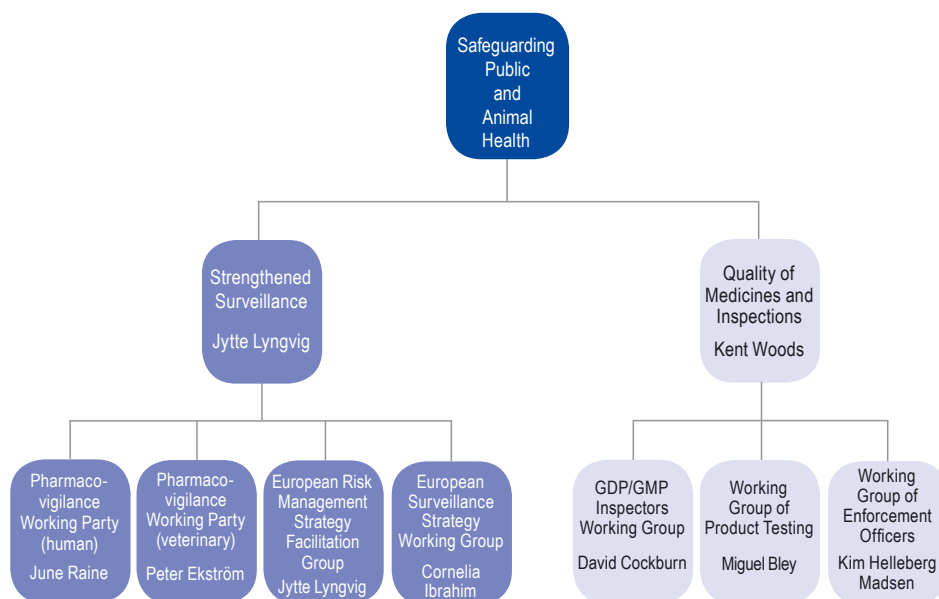 Safeguarding
Public
and
Animal
Health
Strengthened
Surveillance
Jytte Lyngvig
Quality of
Medicines and
Inspections
Kent Woods
Pharmaco-
vigilance
Working Party
(human)
June Raine
Pharmaco-
vigilance
Working Party
(veterinary)
Peter Ekström
European Risk
Management
Strategy
Facilitation
Group
Jytte Lyngvig
European
Surveillance
Strategy
Working Group
Cornelia
Ibrahim
GDP/GMP
Inspectors
Working Group
David Cockburn
Working
Group of
Product Testing
Miguel Bley
Working
Group of
Enforcement
Officers
Kim Helleberg
Madsen